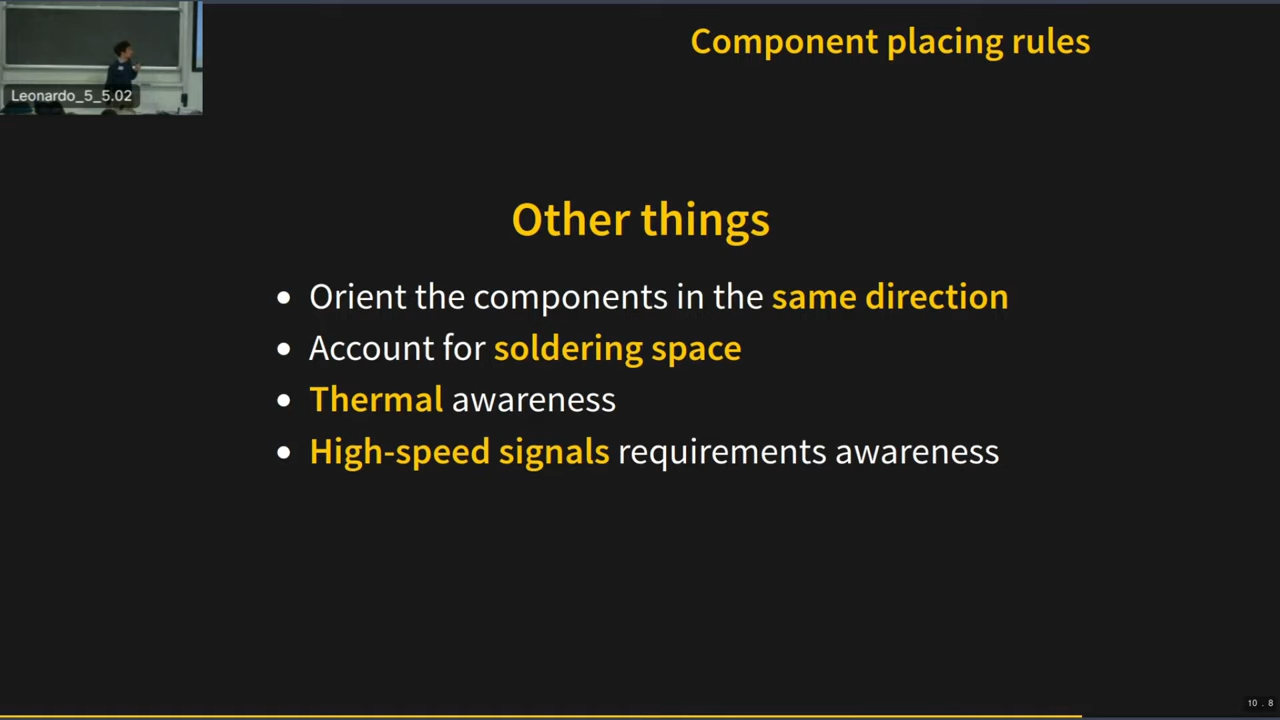 Component placing rules
Leonardo_5_5.02
Other things
Orient the components in the same direction
Account for soldering space
Thermal awareness
High-speed signals requirements awareness
10 . 8